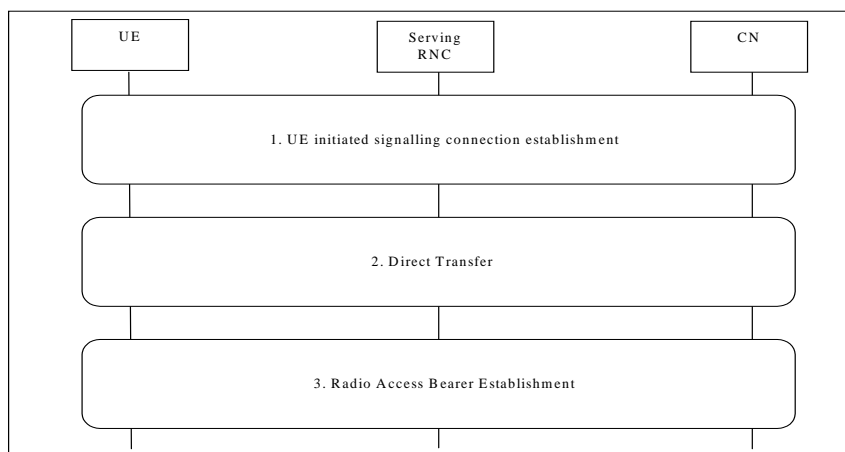 UE
Serving
RNC
CN
1. UE initiated signalling connection establishment
2. Direct Transfer
3. Radio Access Bearer Establishment